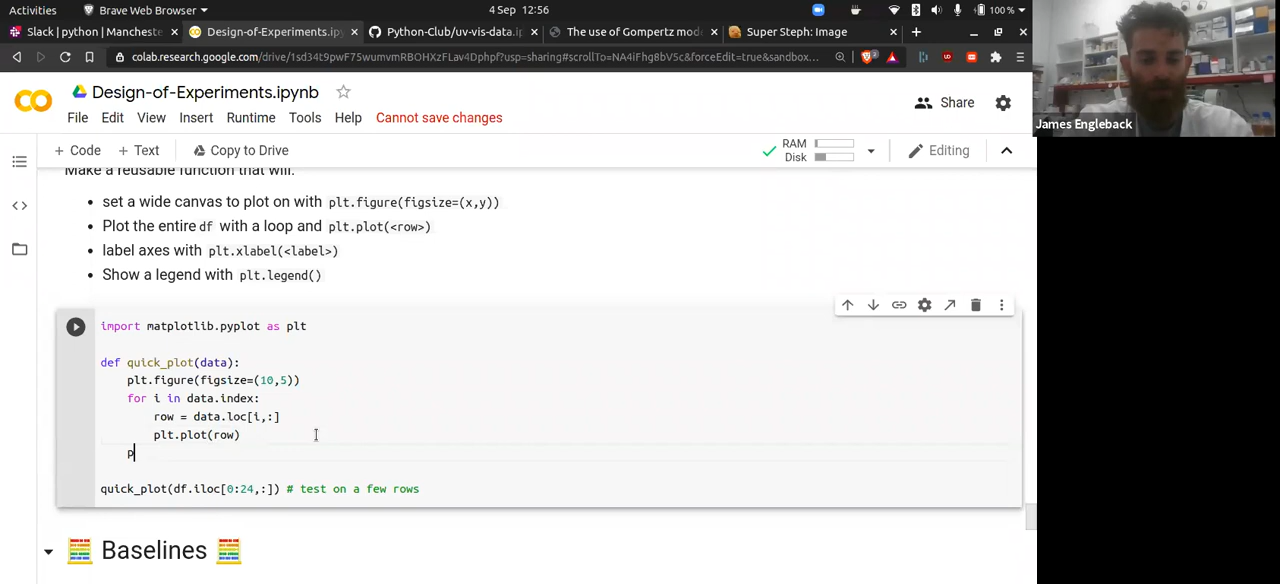 Activities
Brave Web Browser
4 Sep 12:56
100 %
Slack | python | Manchest
Design-of-Experiments.ipy
Python-Club/uv-vis-data.i
The use of Gompertz mod
Super Steph: Image
colab.research.google.com/drive/1sd34t9pwF75wumvmRBOHXzFLav4Dphpf?usp=sharing#scrollTo=NA4iFhg8bV5c&forceEdit=true&sandbox...
Design-of-Experiments.ipynb
Share
File Edit View Insert Runtime Tools Help Cannot save changes
James Engleback
+ Code + Text Copy to Drive
RAM
Disk
Editing
Make a reusable function that will:
set a wide canvas to plot on with plt.figure(figsize=(x,y))
Plot the entire df with a loop and plt.plot(<row>)
label axes with plt.xlabel(<label>)
Show a legend with plt.legend()
import matplotlib.pyplot as plt
def quick_plot(data):
plt.figure(figsize=(10,5))
for i in data.index:
row = data.loc[i,:]
plt.plot(row)
p
quick_plot(df.iloc[0:24,:]) # test on a few rows
Baselines